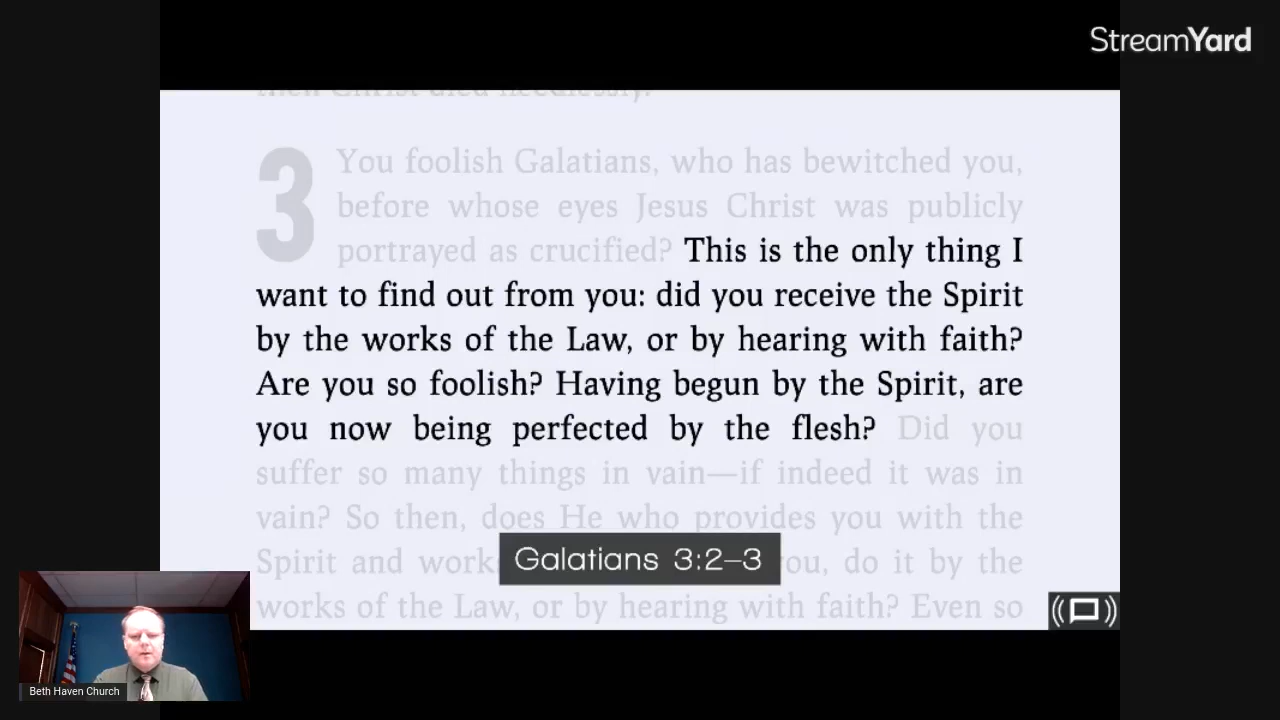 StreamYard
then Christ died needlessly.
3 You foolish Galatians, who has bewitched you,
before whose eyes Jesus Christ was publicly
portrayed as crucified? This is the only thing I
want to find out from you: did you receive the Spirit
by the works of the Law, or by hearing with faith?
Are you so foolish? Having begun by the Spirit, are
you now being perfected by the flesh? Did you
suffer so many things in vain—if indeed it was in
vain? So then, does He who provides you with the
Spirit and work you, do it by the
Galatians 3:2–3
works of the Law, or by hearing with faith? Even so
Beth Haven Church